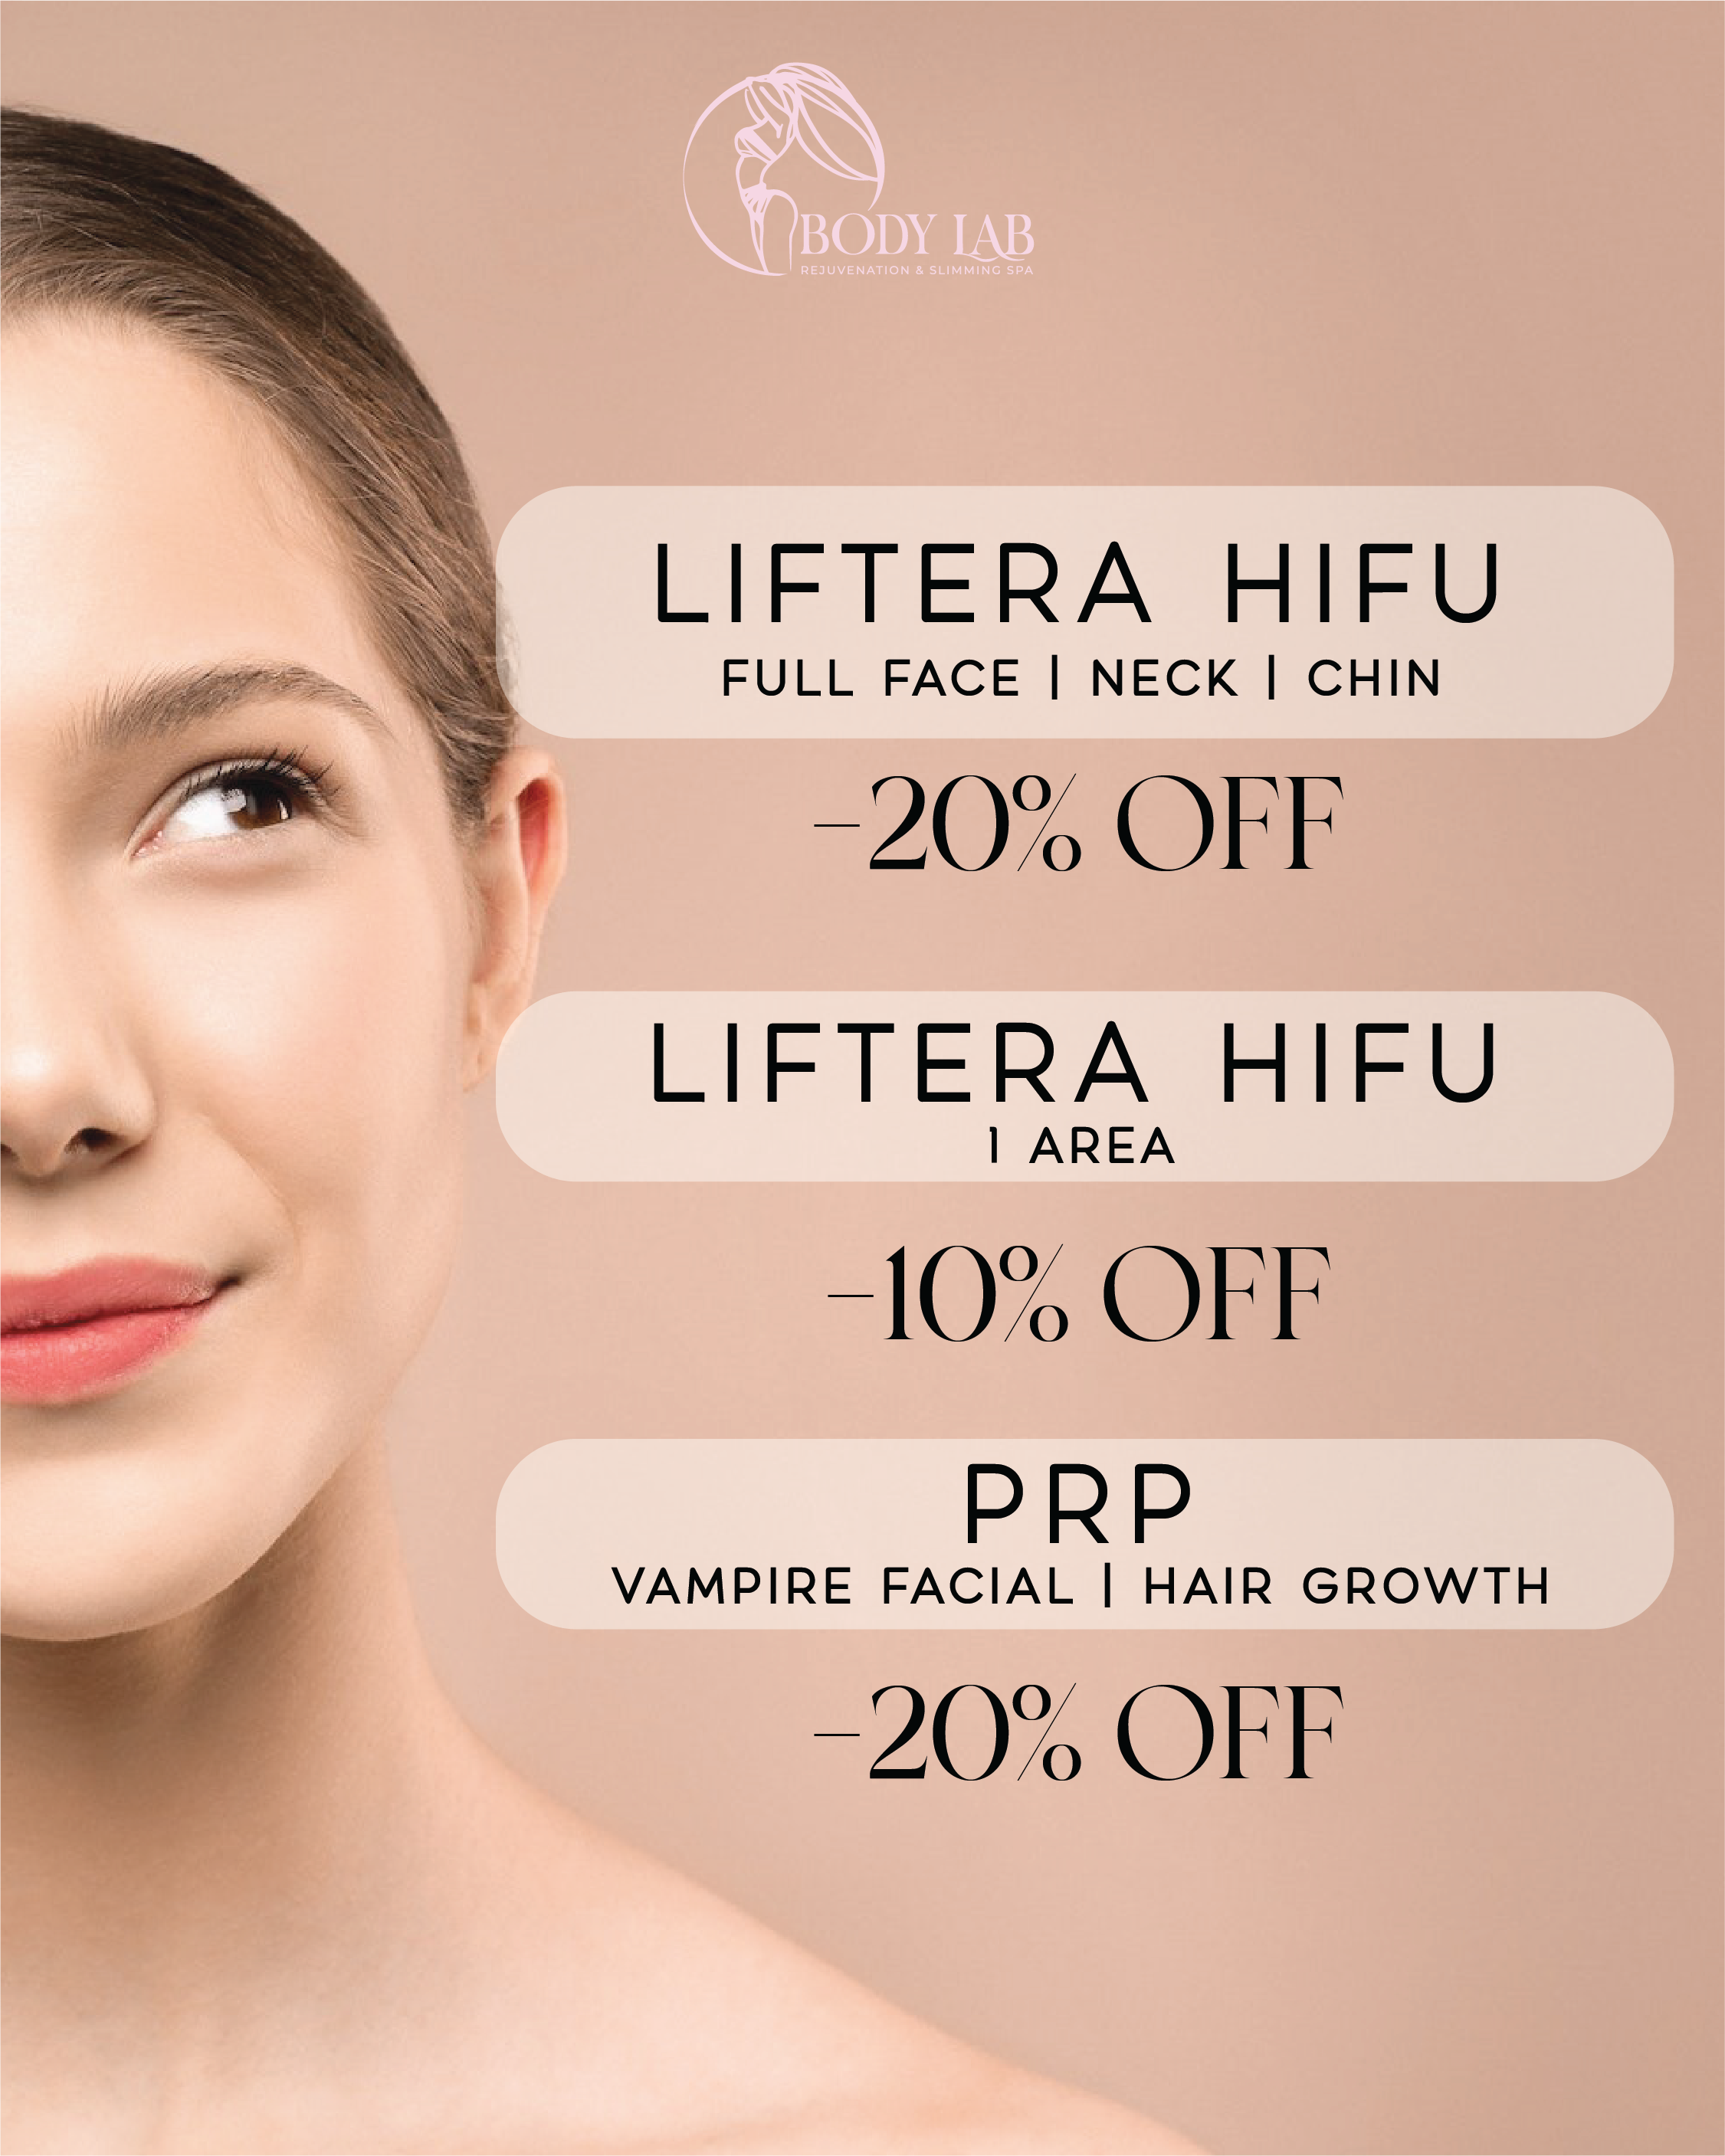 BODY LAB
REJUVENATION & SLIMMING SPA
LIFTERA HIFU
FULL FACE | NECK | CHIN
-20% OFF
LIFTERA HIFU
1 AREA
-10% OFF
PRP
VAMPIRE FACIAL | HAIR GROWTH
-20% OFF